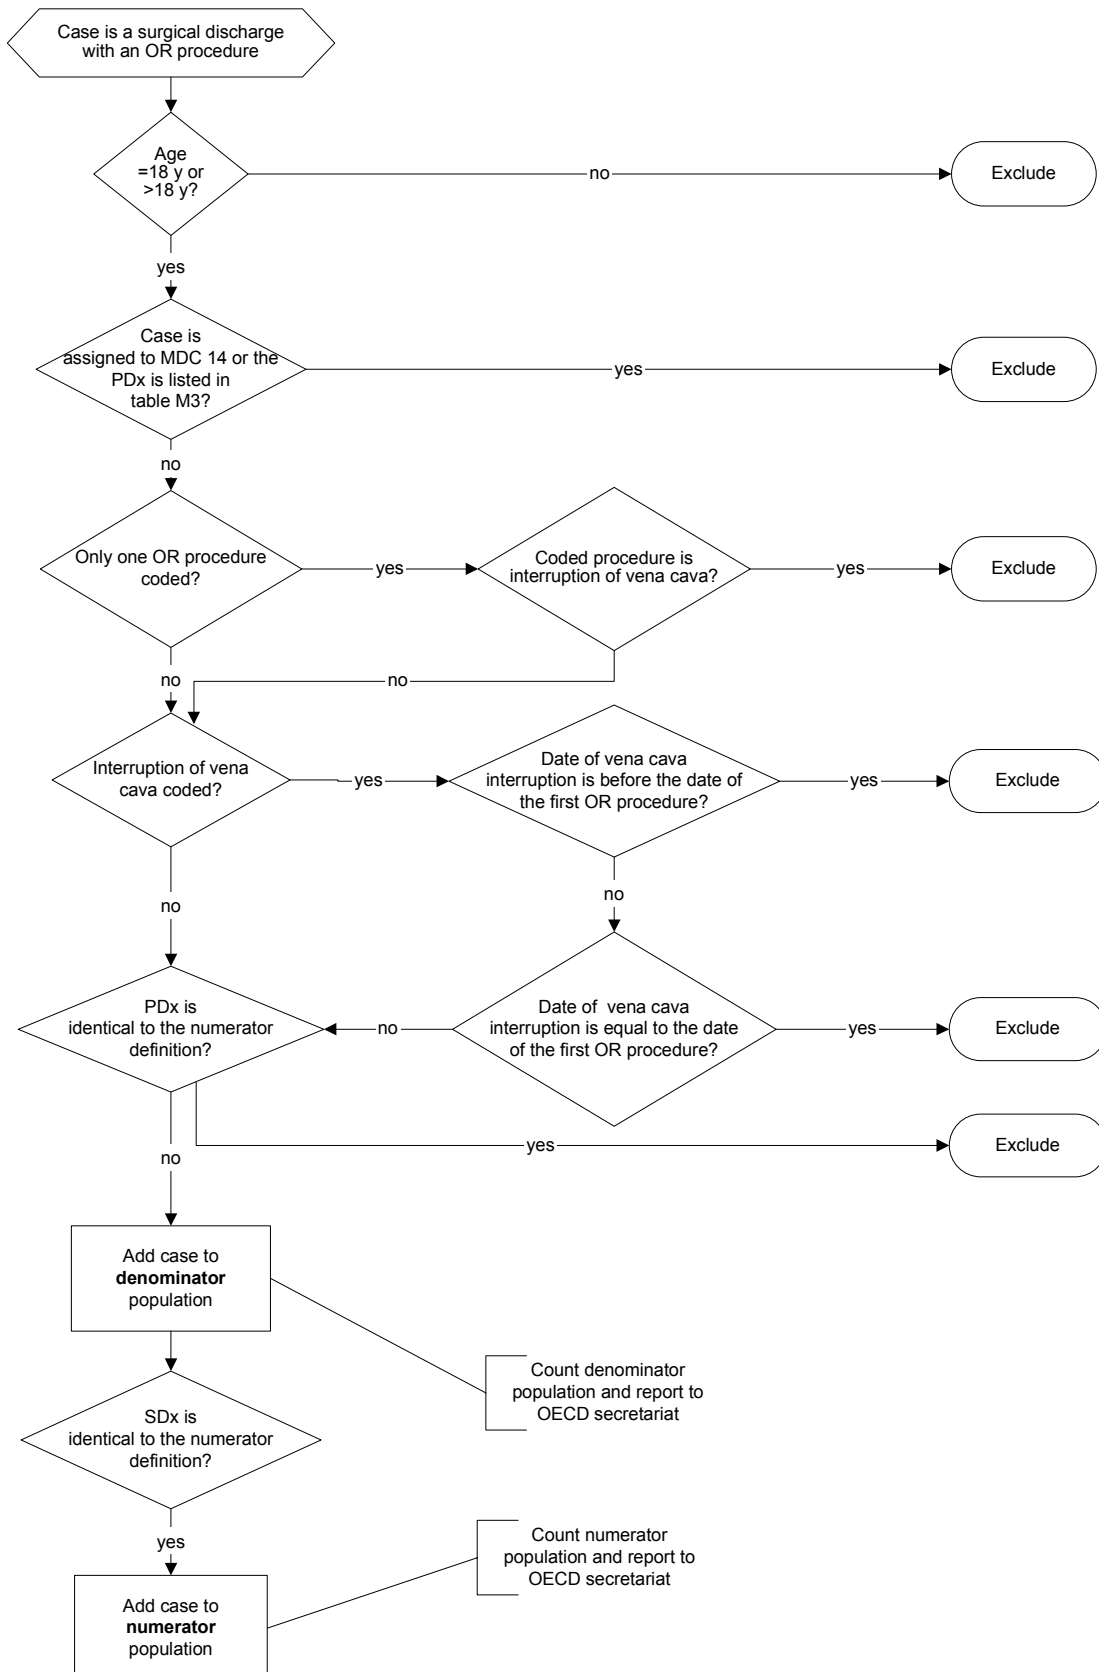 Case is a surgical discharge
with an OR procedure
Age
=18 y or
>18 y?
no
Exclude
yes
Case is
assigned to MDC 14 or the
PDx is listed in
table M3?
yes
Exclude
no
Only one OR procedure
coded?
yes
Coded procedure is
interruption of vena cava?
yes
Exclude
no
no
Interruption of vena
cava coded?
yes
Date of vena cava
interruption is before the date of
the first OR procedure?
yes
Exclude
no
no
PDx is
identical to the numerator
definition?
no
Date of vena cava
interruption is equal to the date
of the first OR procedure?
yes
Exclude
yes
Exclude
no
Add case to
denominator
population
Count denominator
population and report to
OECD secretariat
SDx is
identical to the numerator
definition?
yes
Count numerator
population and report to
OECD secretariat
Add case to
numerator
population